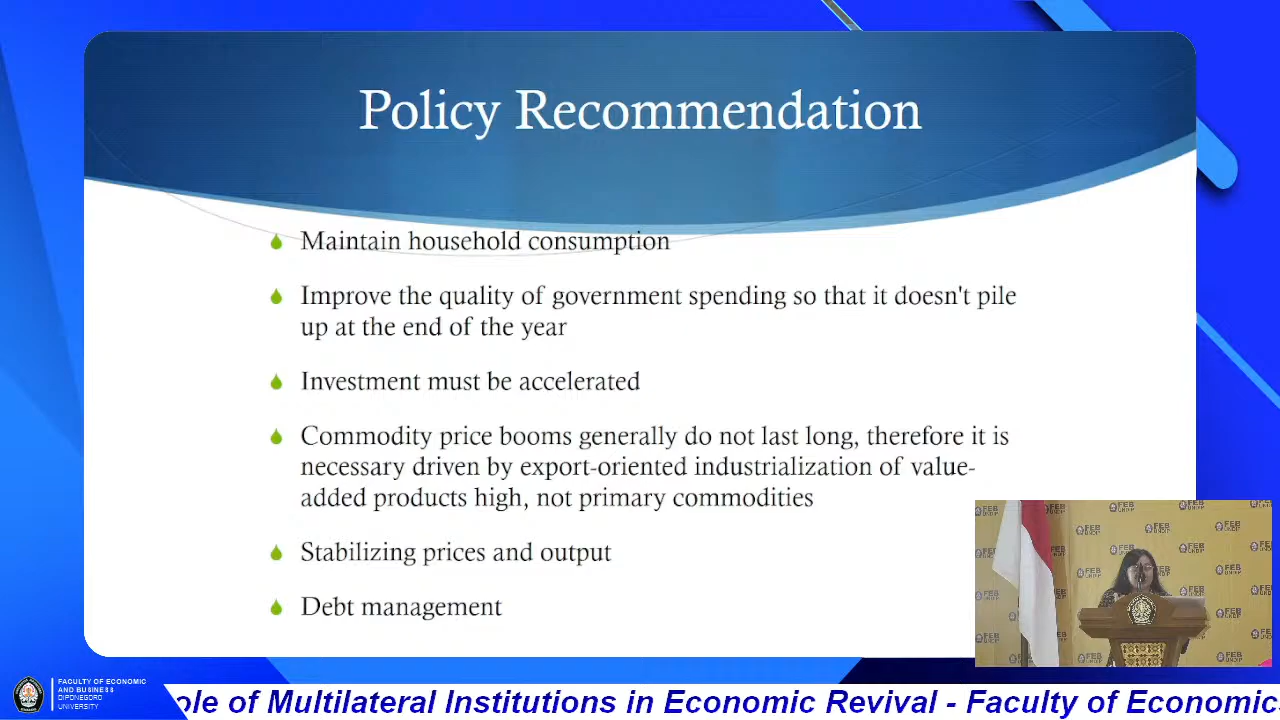 Policy Recommendation
Maintain household consumption
Improve the quality of government spending so that it doesn't pile
up at the end of the year
Investment must be accelerated
Commodity price booms generally do not last long, therefore it is
necessary driven by export-oriented industrialization of value-
added products high, not primary commodities
Stabilizing prices and output
Debt management
FEB
UNDIP
FACULTY OF ECONOMIC
AND BUSINESS
DIPONEGORO
UNIVERSITY
ole of Multilateral Institutions in Economic Revival - Faculty of Economics